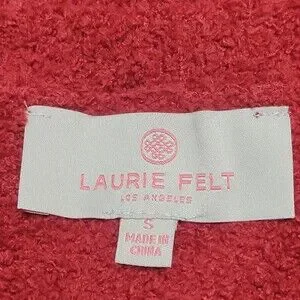 LAURIE FELT
LOS ANGELES
S
MADE IN
CHINA